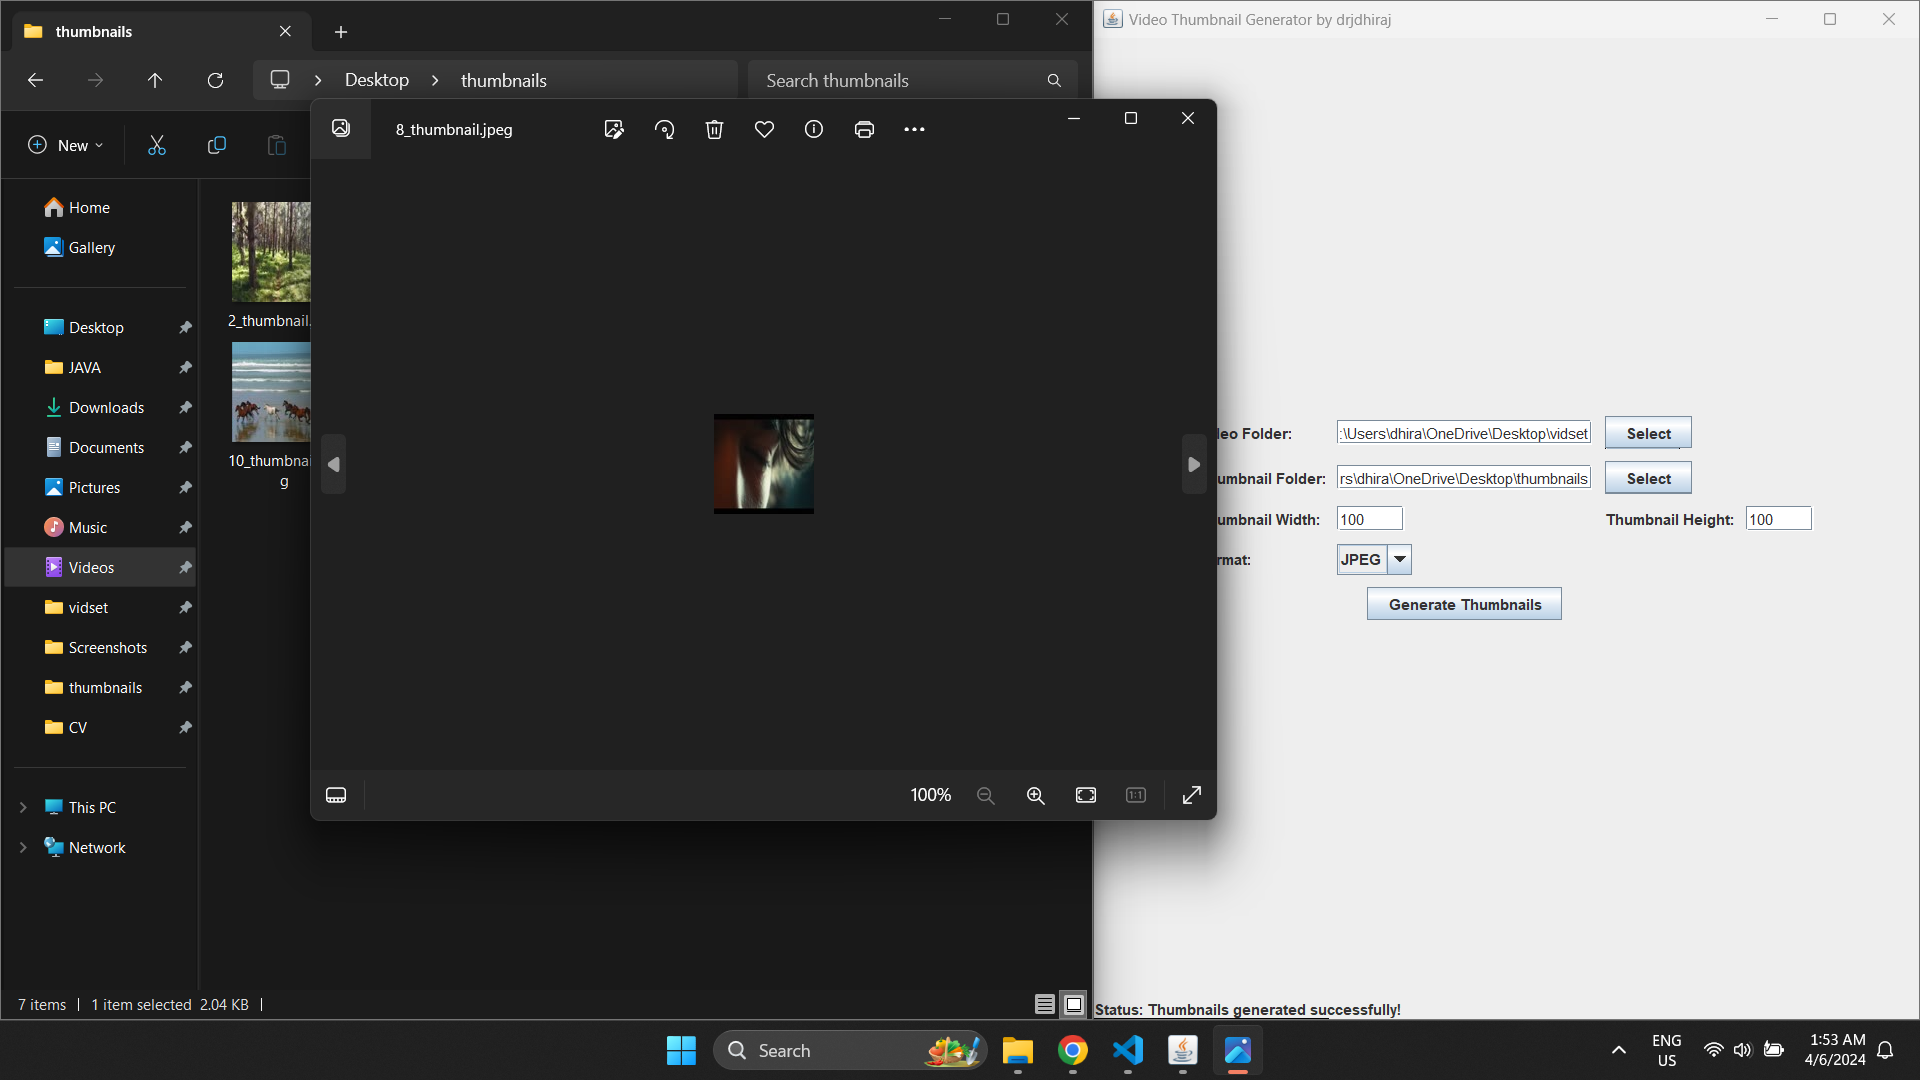 thumbnails
Video Thumbnail Generator by drjdhiraj
Desktop
thumbnails
Search thumbnails
New
8_thumbnail.jpeg
Home
Gallery
Desktop
JAVA
Downloads
Documents
Pictures
Music
Videos
vidset
Screenshots
thumbnails
CV
This PC
Network
2_thumbnail.
10_thumbnai
g
100%
eo Folder:
:\Users\dhira\OneDrive\Desktop\vidset
Select
umbnail Folder:
rs\dhira\OneDrive\Desktop\thumbnails
Select
umbnail Width:
100
Thumbnail Height:
100
rmat:
JPEG
Generate Thumbnails
7 items
1 item selected 2.04 KB
Status: Thumbnails generated successfully!
Search
ENG
US
1:53 AM
4/6/2024
1:1